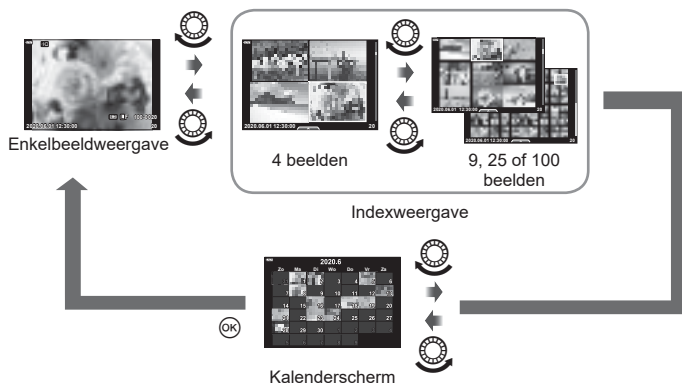 HD
100-0020
2020.06.01 12:30:00 20
Enkelbeeldweergave
2020.06.01 12:30:00 20
4 beelden
2020.06.01 12:30:00 20
20
9, 25 of 100
beelden
Indexweergave
2020.6
Zo Ma Di Wo Do Vr Za
1 2 3 4 5 6
8 9 10 11 12 13
14 15 16 17 18 19 20
21 22 23 24 25 26 27
28 29 30
OK
Kalenderscherm